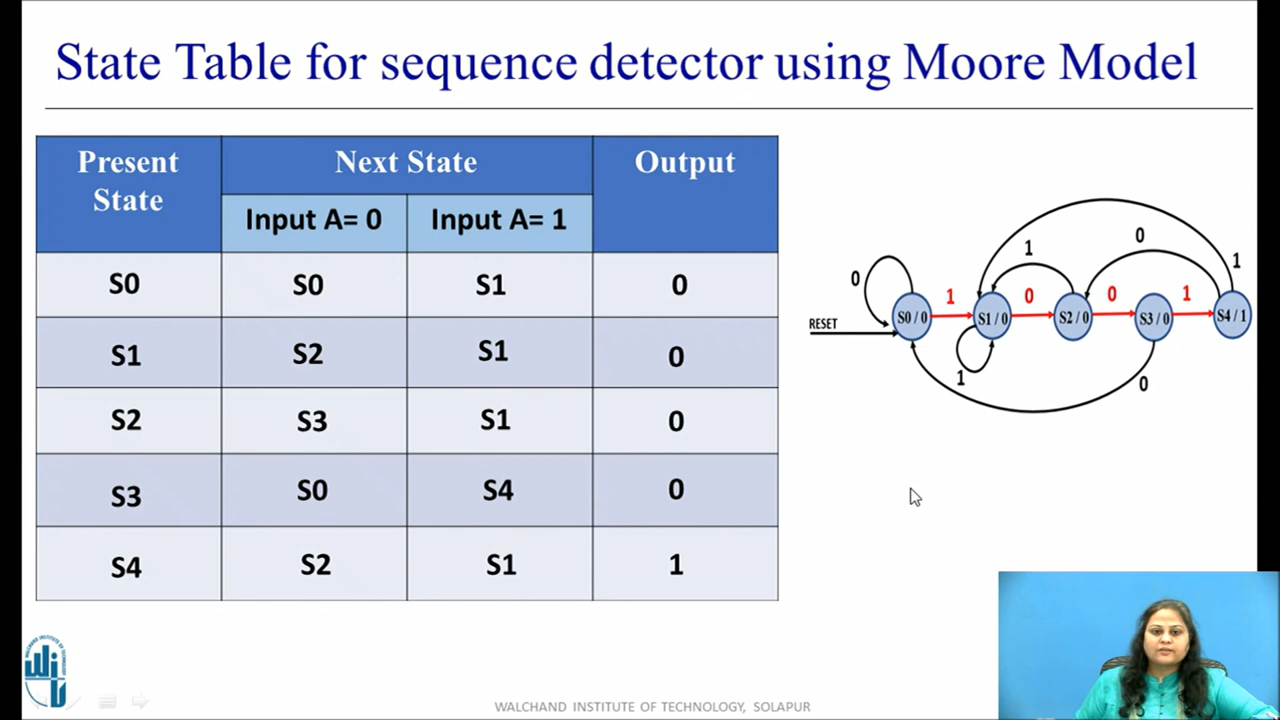 State Table for sequence detector using Moore Model
Present State Next State Output
Input A= 0 Input A= 1
S0 S0 S1 0
S1 S2 S1 0
S2 S3 S1 0
S3 S0 S4 0
S4 S2 S1 1
0 1 0 1
1 0 0 1
RESET S0 / 0 S1 / 0 S2 / 0 S3 / 0 S4 / 1
1 0
WALCHAND INSTITUTE OF TECHNOLOGY, SOLAPUR